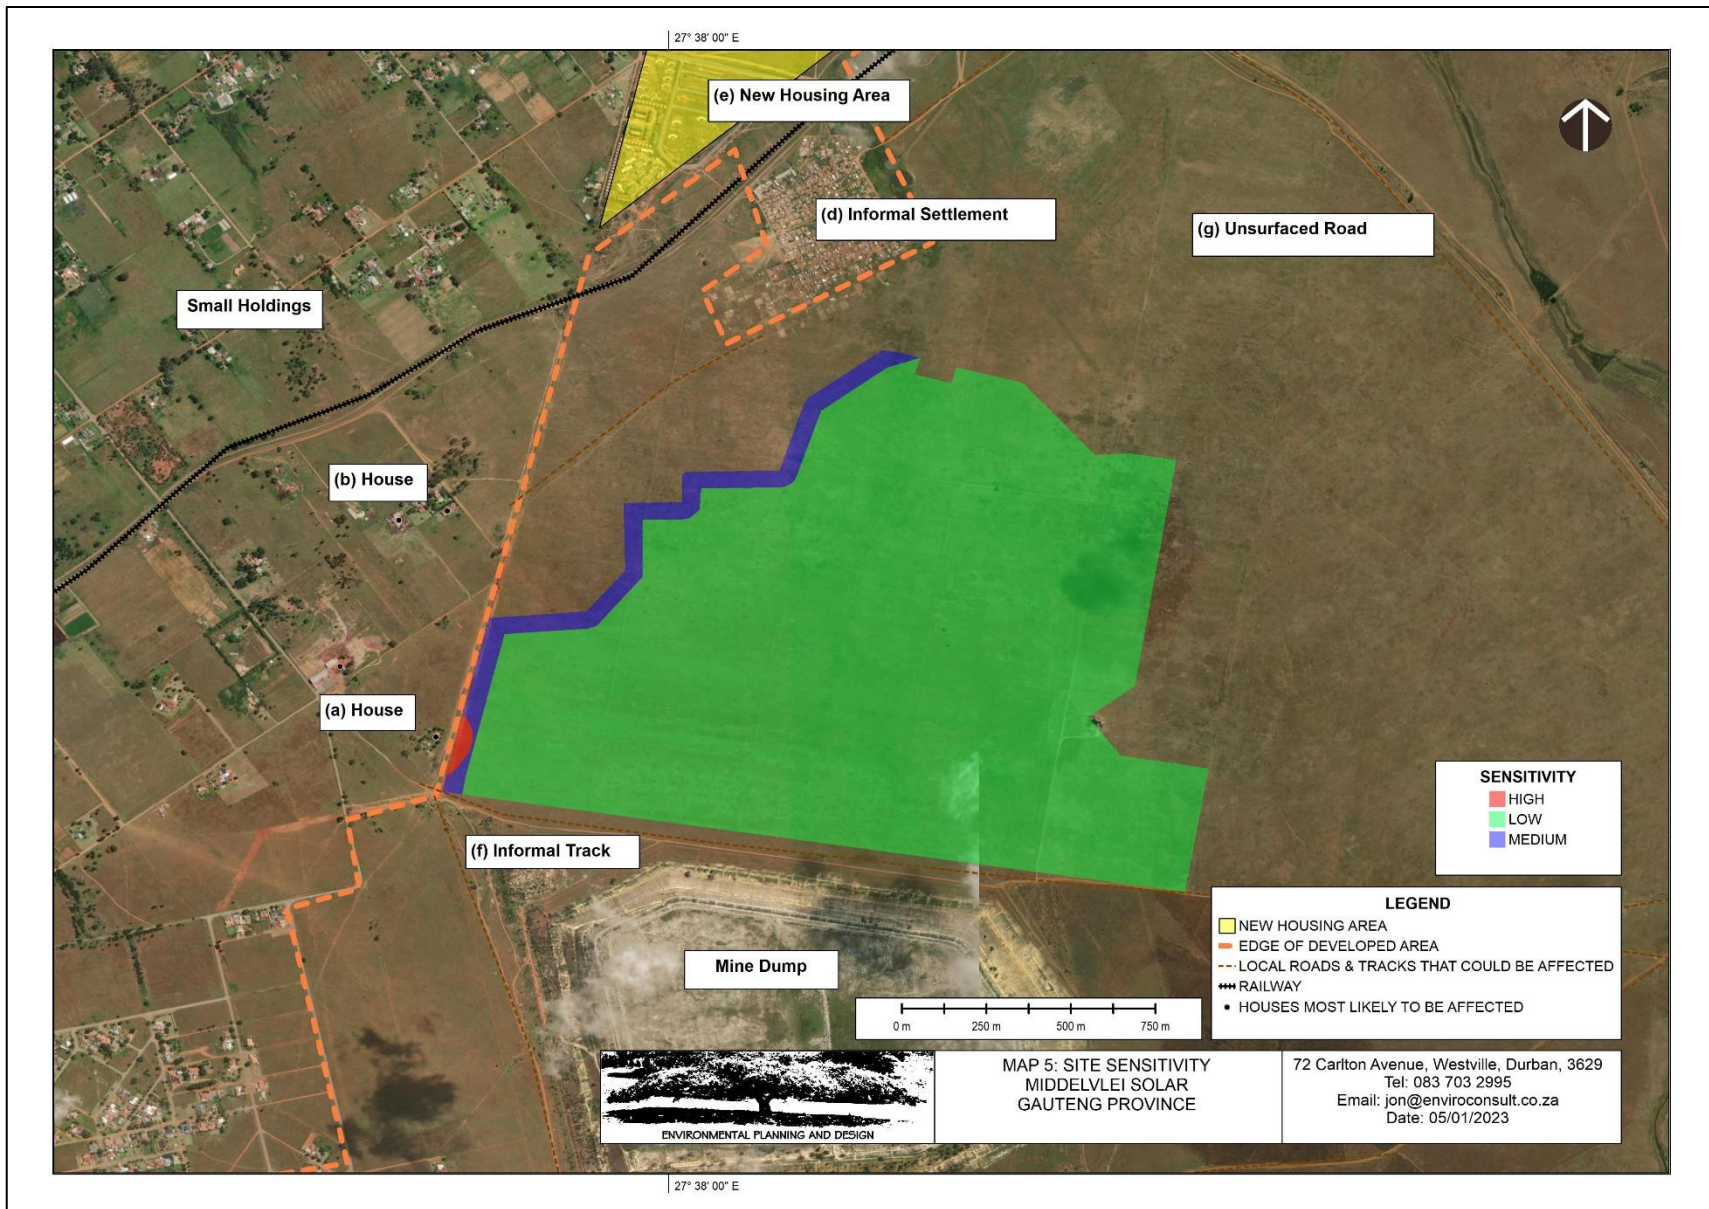 27° 38' 00" E
(e) New Housing Area
(d) Informal Settlement
(g) Unsurfaced Road
Small Holdings
(b) House
(a) House
(f) Informal Track
Mine Dump
SENSITIVITY
HIGH
LOW
MEDIUM
LEGEND
NEW HOUSING AREA
EDGE OF DEVELOPED AREA
LOCAL ROADS & TRACKS THAT COULD BE AFFECTED
RAILWAY
HOUSES MOST LIKELY TO BE AFFECTED
0 m 250 m 500 m 750 m
ENVIRONMENTAL PLANNING AND DESIGN
MAP 5: SITE SENSITIVITY
MIDDELVLEI SOLAR
GAUTENG PROVINCE
72 Carlton Avenue, Westville, Durban, 3629
Tel: 083 703 2995
Email: jon@enviroconsult.co.za
Date: 05/01/2023
27° 38' 00" E